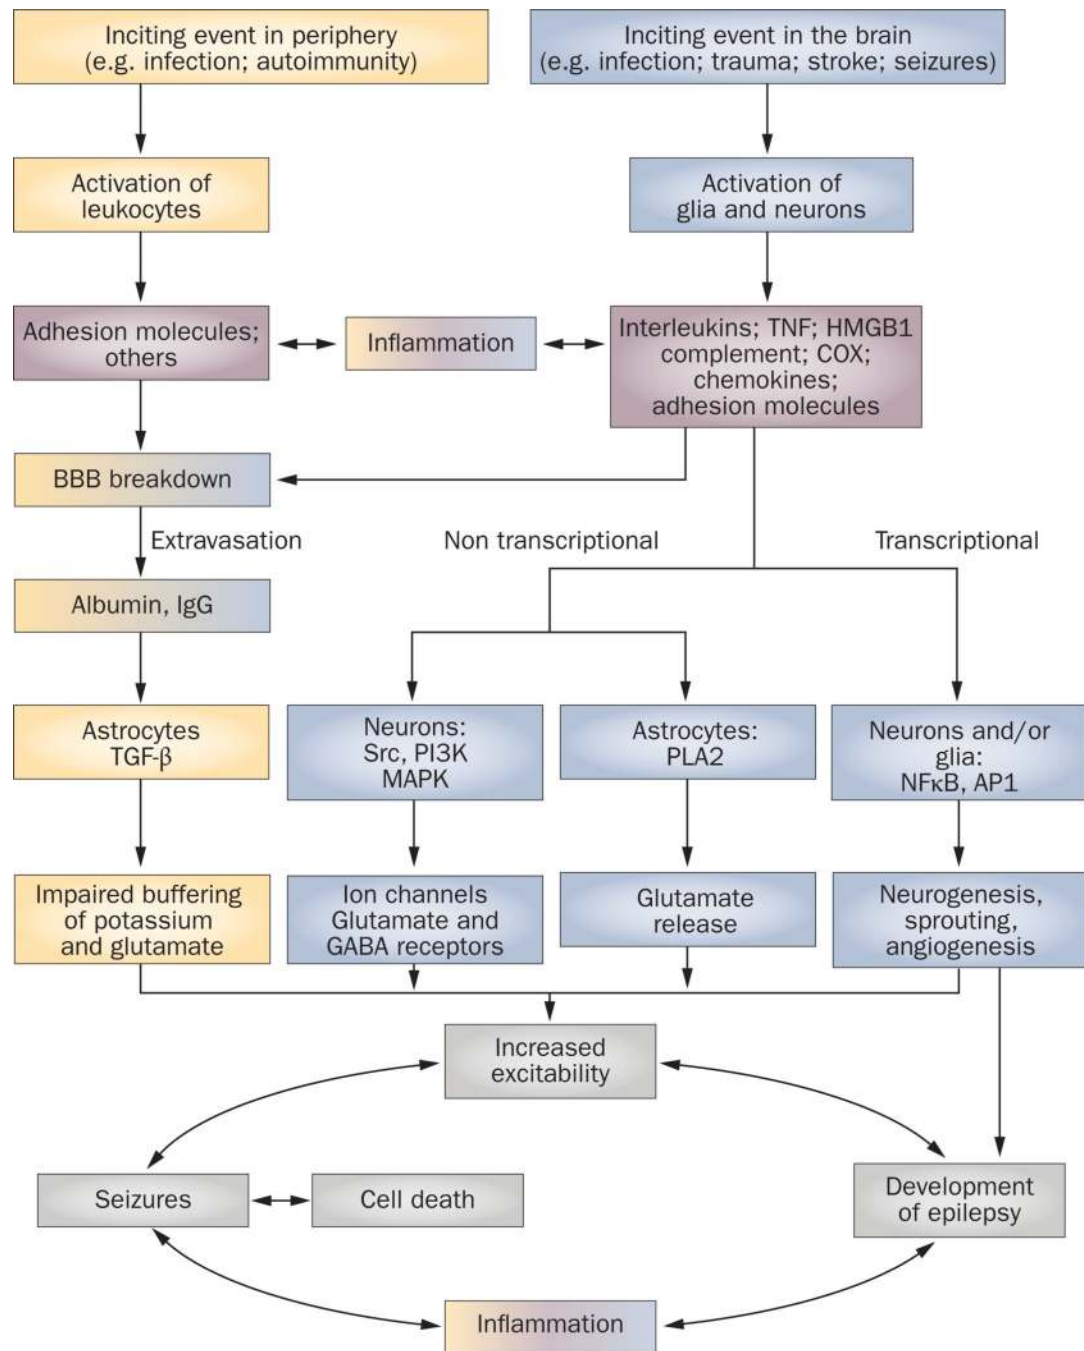 Inciting event in periphery
(e.g. infection; autoimmunity)
Inciting event in the brain
(e.g. infection; trauma; stroke; seizures)
Activation of
leukocytes
Activation of
glia and neurons
Adhesion molecules;
others
Inflammation
Interleukins; TNF; HMGB1
complement; COX;
chemokines;
adhesion molecules
BBB breakdown
Extravasation
Non transcriptional
Transcriptional
Albumin, IgG
Astrocytes
TGF-β
Neurons:
Src, PI3K
MAPK
Astrocytes:
PLA2
Neurons and/or
glia:
NFκB, AP1
Impaired buffering
of potassium
and glutamate
Ion channels
Glutamate and
GABA receptors
Glutamate
release
Neurogenesis,
sprouting,
angiogenesis
Increased
excitability
Seizures
Cell death
Development
of epilepsy
Inflammation